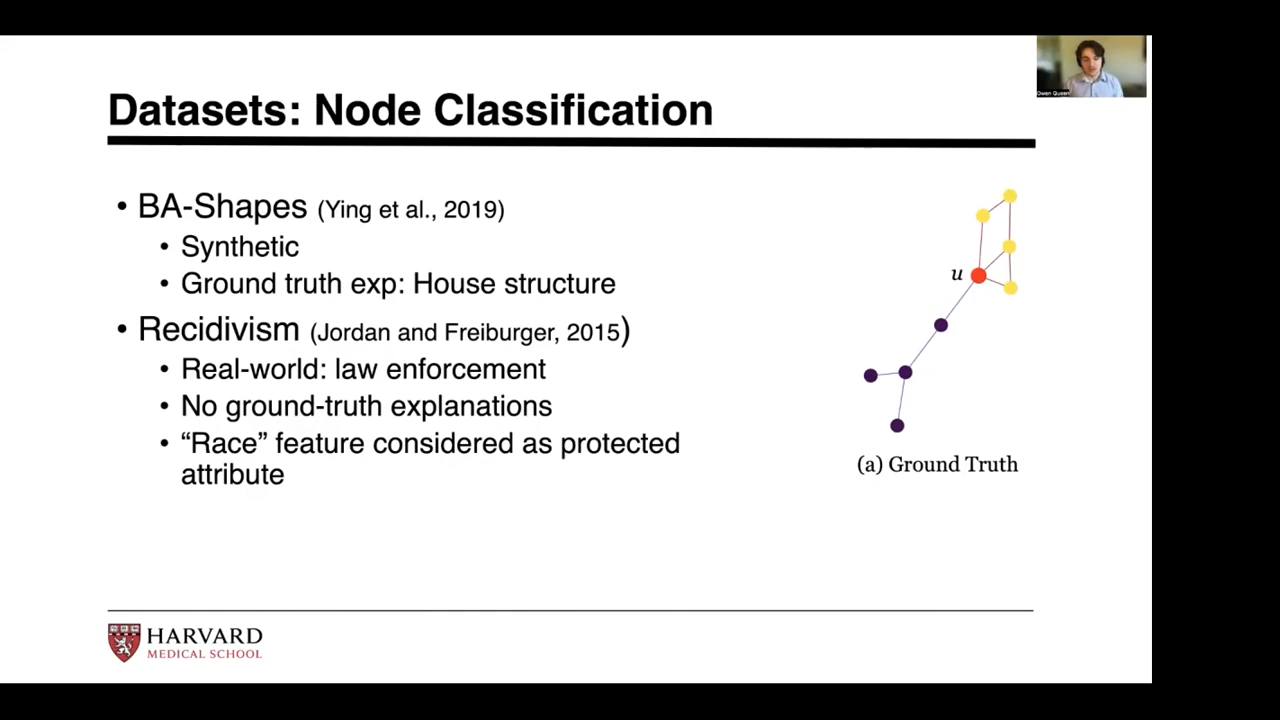 Owen Queen
Datasets: Node Classification
• BA-Shapes (Ying et al., 2019)
• Synthetic
• Ground truth exp: House structure
• Recidivism (Jordan and Freiburger, 2015)
• Real-world: law enforcement
• No ground-truth explanations
• “Race” feature considered as protected
attribute
u
(a) Ground Truth
HARVARD
MEDICAL SCHOOL